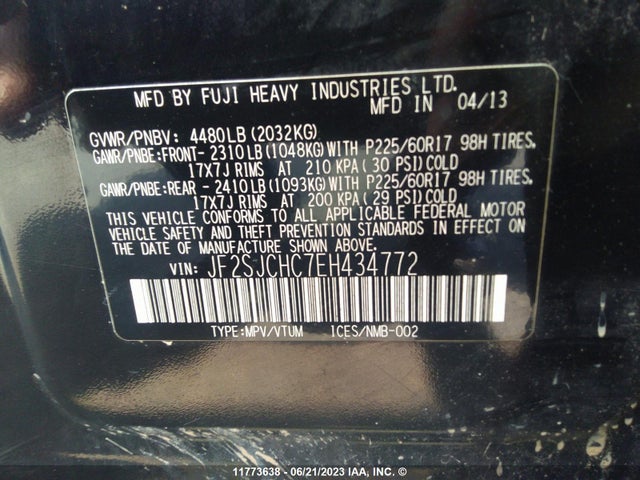 MFD BY FUJI HEAVY INDUSTRIES LTD.
MFD IN 04/13
GVWR/PNBV: 4480LB(2032KG)
GAWR/PNBE:FRONT- 2310LB(1048KG)WITH P225/60R17 98H TIRES,
17X7J RIMS AT 210 KPA(30 PSI)COLD
GAWR/PNBE:REAR - 2410LB(1093KG)WITH P225/60R17 98H TIRES,
17X7J RIMS AT 200 KPA(29 PSI)COLD
THIS VEHICLE CONFORMS TO ALL APPLICABLE FEDERAL MOTOR
VEHICLE SAFETY AND THEFT PREVENTION STANDARDS IN EFFECT ON
THE DATE OF MANUFACTURE SHOWN ABOVE.
VIN: JF2SJCHC7EH434772
TYPE:MPV/VTUM ICES/NMB-002
11773638 - 06/21/2023 IAA, INC. ©